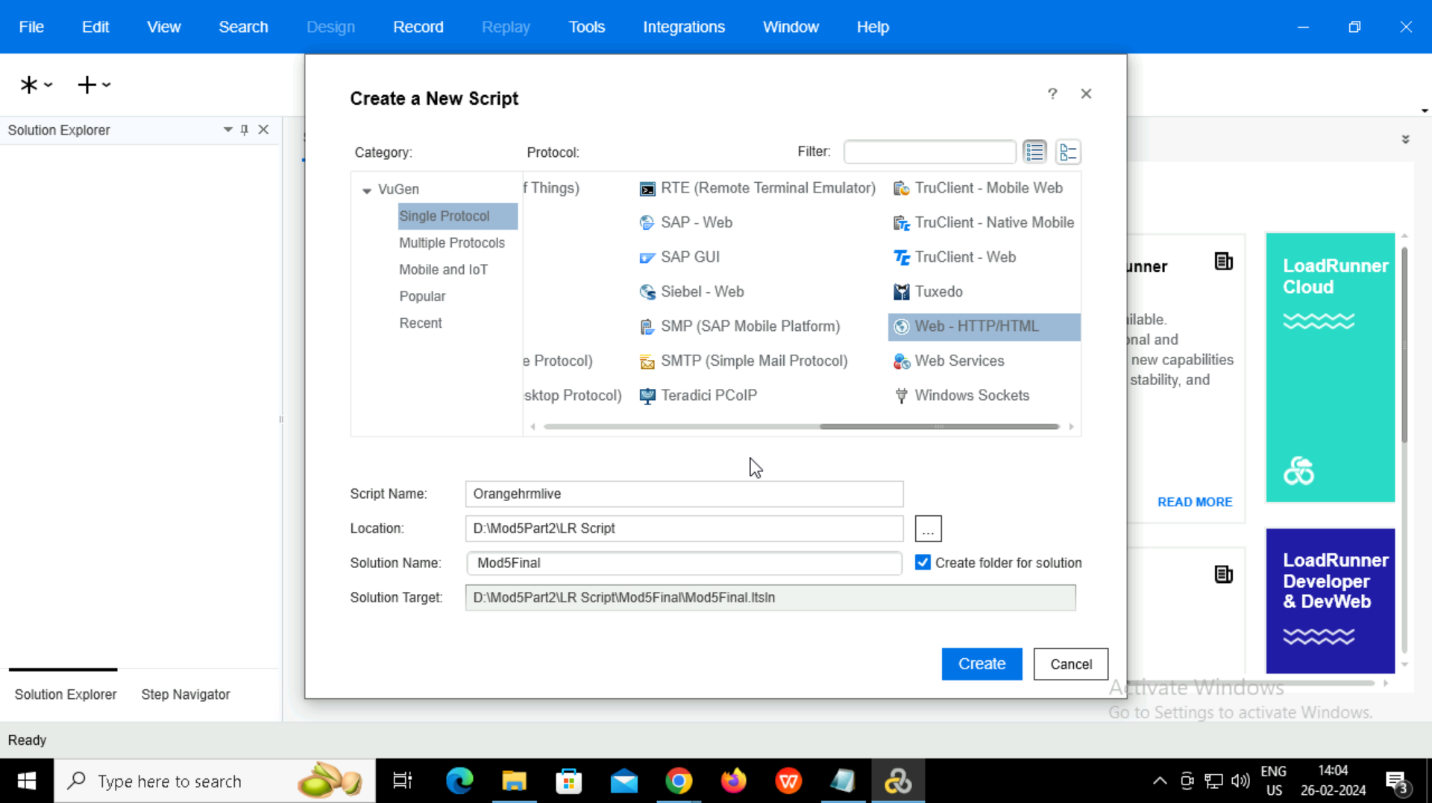 File Edit View Search Design Record Replay Tools Integrations Window Help
Solution Explorer
Create a New Script
?
Category:
Protocol:
Filter:
VuGen
Single Protocol
Multiple Protocols
Mobile and IoT
Popular
Recent
f Things)
e Protocol)
sktop Protocol)
RTE (Remote Terminal Emulator)
SAP - Web
SAP GUI
Siebel - Web
SMP (SAP Mobile Platform)
SMTP (Simple Mail Protocol)
Teradici PCoIP
TruClient - Mobile Web
TruClient - Native Mobile
TruClient - Web
Tuxedo
Web - HTTP/HTML
Web Services
Windows Sockets
Script Name: Orangehrmlive
Location: D:\Mod5Part2\LR Script ...
Solution Name: Mod5Final Create folder for solution
Solution Target: D:\Mod5Part2\LR Script\Mod5Final\Mod5Final.ltsln
Create Cancel
unner
ilable.
onal and
new capabilities
stability, and
READ MORE
LoadRunner
Cloud
LoadRunner
Developer
& DevWeb
Activate Windows
Go to Settings to activate Windows.
Solution Explorer Step Navigator
Ready
Type here to search
ENG
US
14:04
26-02-2024
3